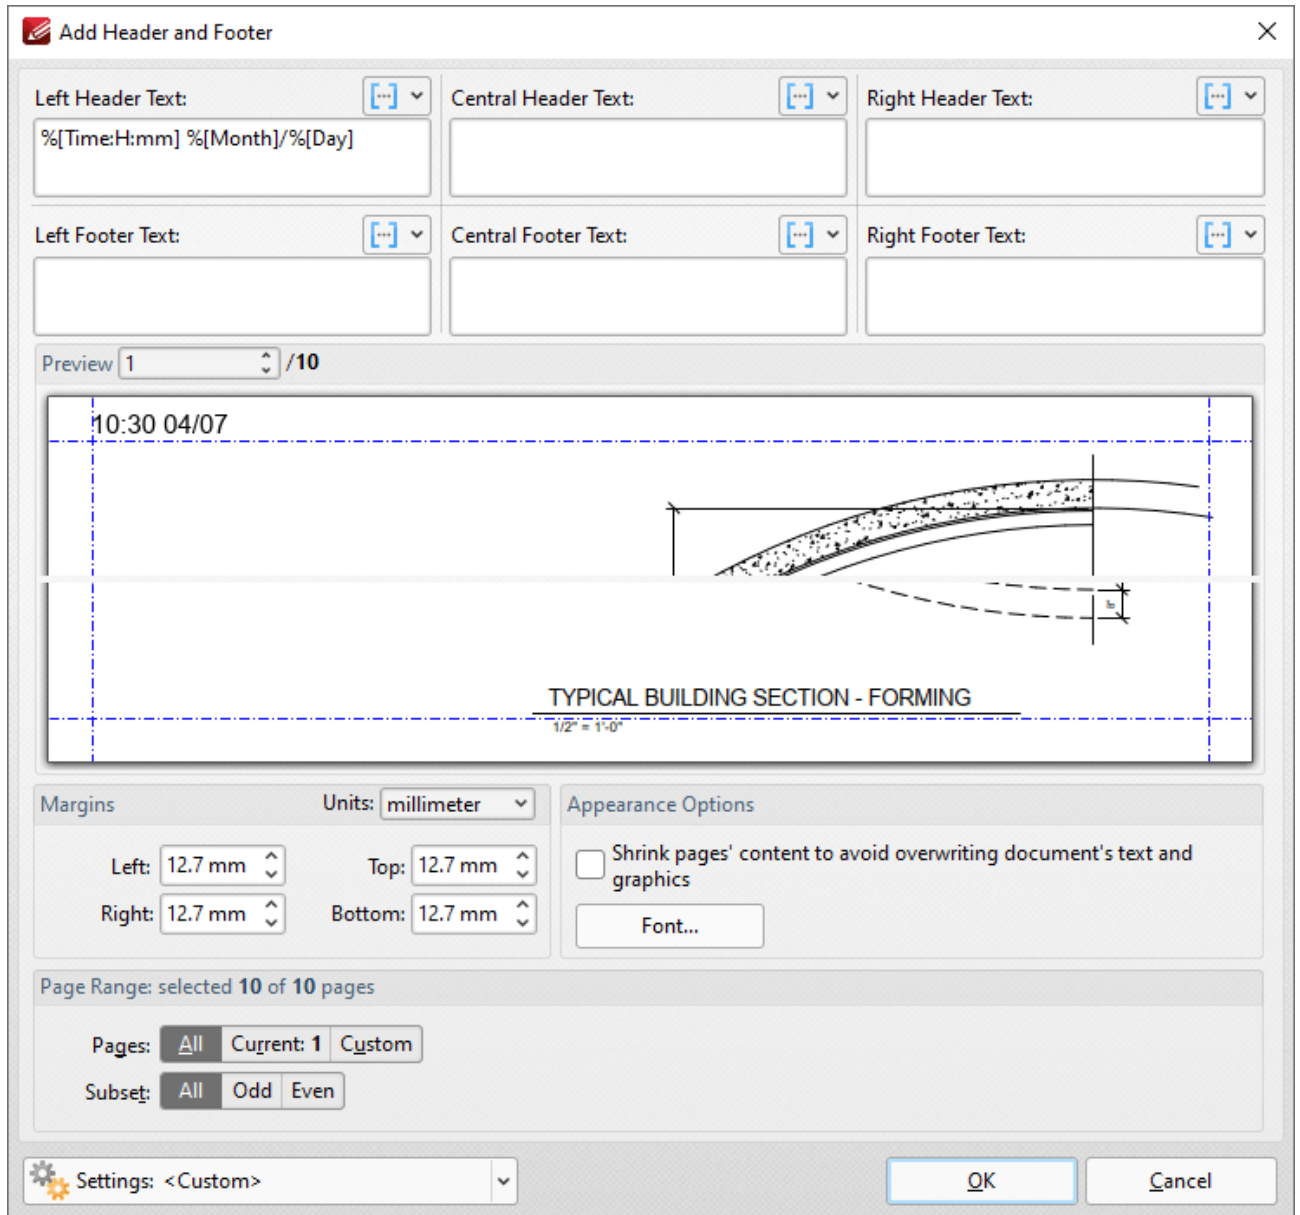 Add Header and Footer
Left Header Text:
Central Header Text:
Right Header Text:
%[Time:H:mm] %[Month]/%[Day]
Left Footer Text:
Central Footer Text:
Right Footer Text:
Preview 1 /10
10:30 04/07
TYPICAL BUILDING SECTION - FORMING
1/2" = 1'-0"
Margins
Units: millimeter
Left: 12.7 mm
Top: 12.7 mm
Right: 12.7 mm
Bottom: 12.7 mm
Appearance Options
Shrink pages' content to avoid overwriting document's text and
graphics
Font...
Page Range: selected 10 of 10 pages
Pages: All Current: 1 Custom
Subset: All Odd Even
Settings: <Custom>
OK
Cancel